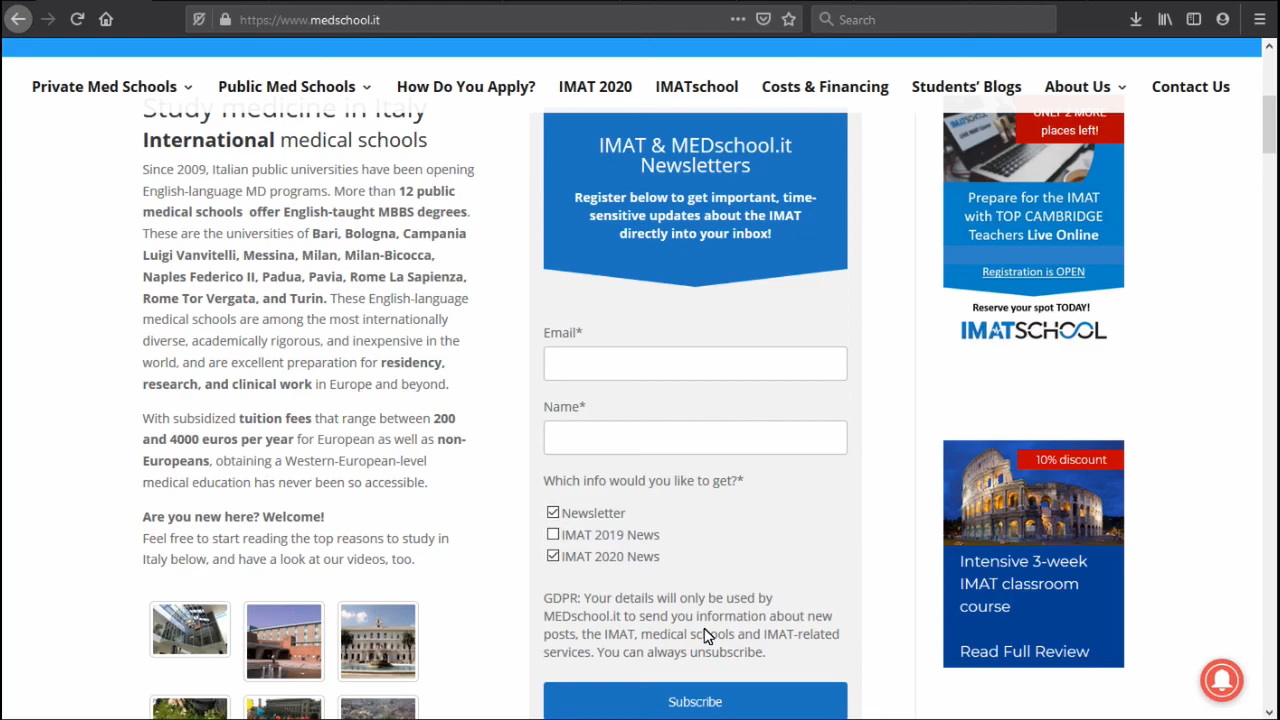 https://www.medschool.it
Search
Private Med Schools
Public Med Schools
How Do You Apply?
IMAT 2020
IMATschool
Costs & Financing
Students’ Blogs
About Us
Contact Us
Study medicine in Italy
International medical schools
Since 2009, Italian public universities have been opening
English-language MD programs. More than 12 public
medical schools offer English-taught MBBS degrees.
These are the universities of Bari, Bologna, Campania
Luigi Vanvitelli, Messina, Milan, Milan-Bicocca,
Naples Federico II, Padua, Pavia, Rome La Sapienza,
Rome Tor Vergata, and Turin. These English-language
medical schools are among the most internationally
diverse, academically rigorous, and inexpensive in the
world, and are excellent preparation for residency,
research, and clinical work in Europe and beyond.
With subsidized tuition fees that range between 200
and 4000 euros per year for European as well as non-
Europeans, obtaining a Western-European-level
medical education has never been so accessible.
Are you new here? Welcome!
Feel free to start reading the top reasons to study in
Italy below, and have a look at our videos, too.
IMAT & MEDschool.it
Newsletters
Register below to get important, time-
sensitive updates about the IMAT
directly into your inbox!
Email*
Name*
Which info would you like to get?*
Newsletter
IMAT 2019 News
IMAT 2020 News
GDPR: Your details will only be used by
MEDschool.it to send you information about new
posts, the IMAT, medical schools and IMAT-related
services. You can always unsubscribe.
Subscribe
ONLY 2 MORE
places left!
Prepare for the IMAT
with TOP CAMBRIDGE
Teachers Live Online
Registration is OPEN
Reserve your spot TODAY!
IMATSCHOOL
10% discount
Intensive 3-week
IMAT classroom
course
Read Full Review